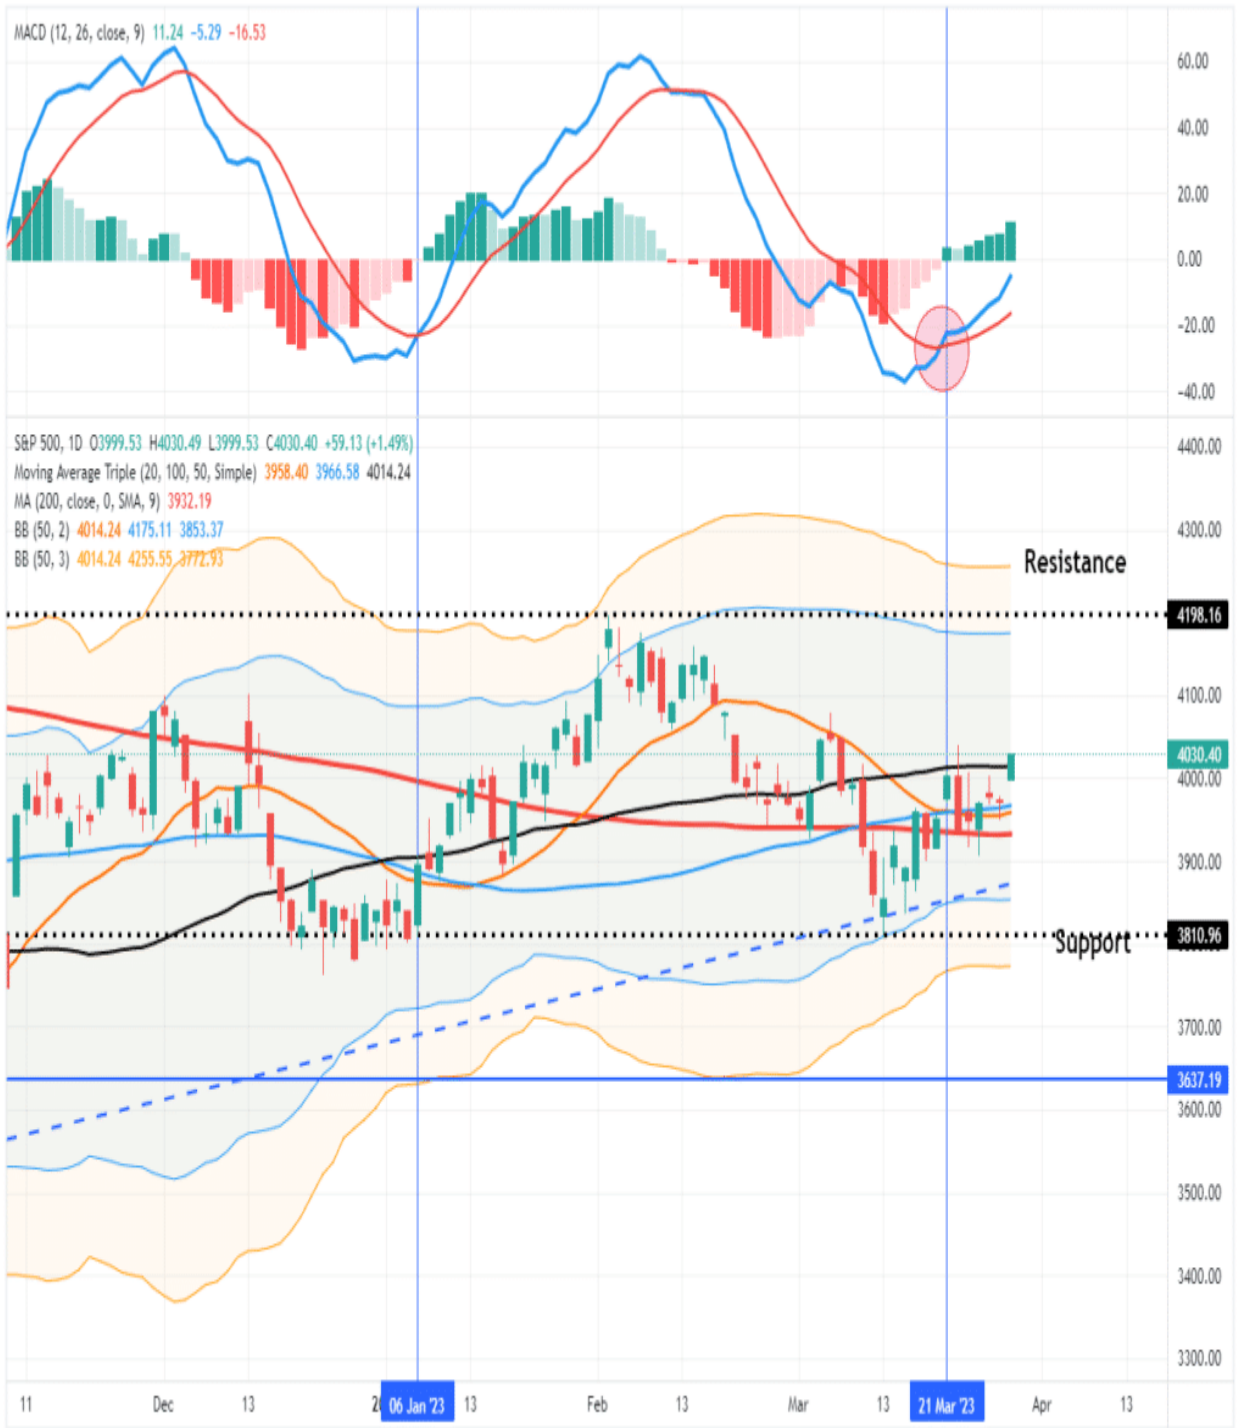 MACD (12, 26, close, 9) 11.24 −5.29 −16.53
60.00
40.00
20.00
0.00
−20.00
−40.00
S&P 500, 1D O3999.53 H4030.49 L3999.53 C4030.40 +59.13 (+1.49%)
4400.00
Moving Average Triple (20, 100, 50, Simple) 3958.40 3966.58 4014.24
MA (200, close, 0, SMA, 9) 3932.19
BB (50, 2) 4014.24 4175.11 3853.37
4300.00
BB (50, 3) 4014.24 4255.55 3772.93
Resistance
4198.16
4100.00
4030.40
4000.00
3900.00
3810.96
Support
3700.00
3637.19
3600.00
3500.00
3400.00
3300.00
11 Dec 13 06 Jan '23 13 Feb 13 Mar 13 21 Mar '23 Apr 13